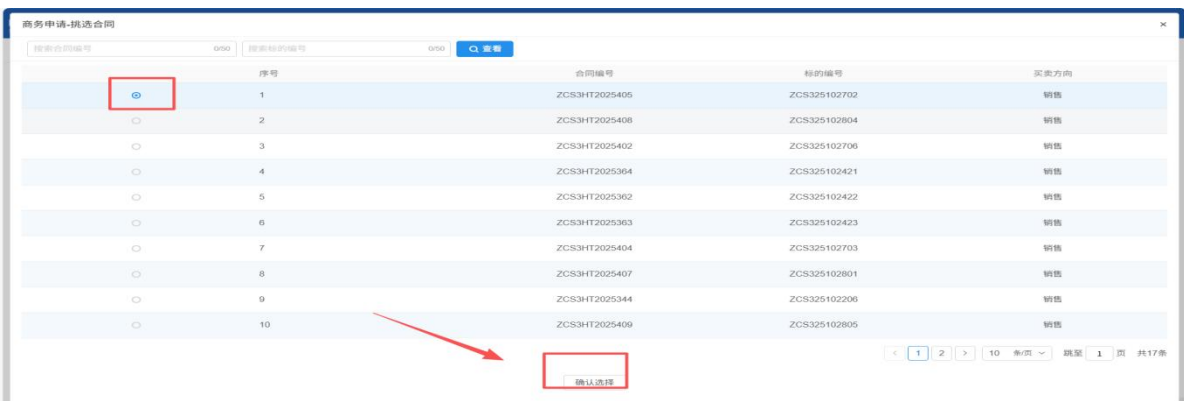 商务申请-挑选合同 ×
搜索合同编号 0/50 搜索标的编号 0/50 查看
序号 合同编号 标的编号 买卖方向
1 ZCS3HT2025405 ZCS325102702 销售
2 ZCS3HT2025408 ZCS325102804 销售
3 ZCS3HT2025402 ZCS325102706 销售
4 ZCS3HT2025364 ZCS325102421 销售
5 ZCS3HT2025362 ZCS325102422 销售
6 ZCS3HT2025363 ZCS325102423 销售
7 ZCS3HT2025404 ZCS325102703 销售
8 ZCS3HT2025407 ZCS325102801 销售
9 ZCS3HT2025344 ZCS325102206 销售
10 ZCS3HT2025409 ZCS325102805 销售
< 1 2 > 10 条/页 跳至 1 页 共17条
确认选择